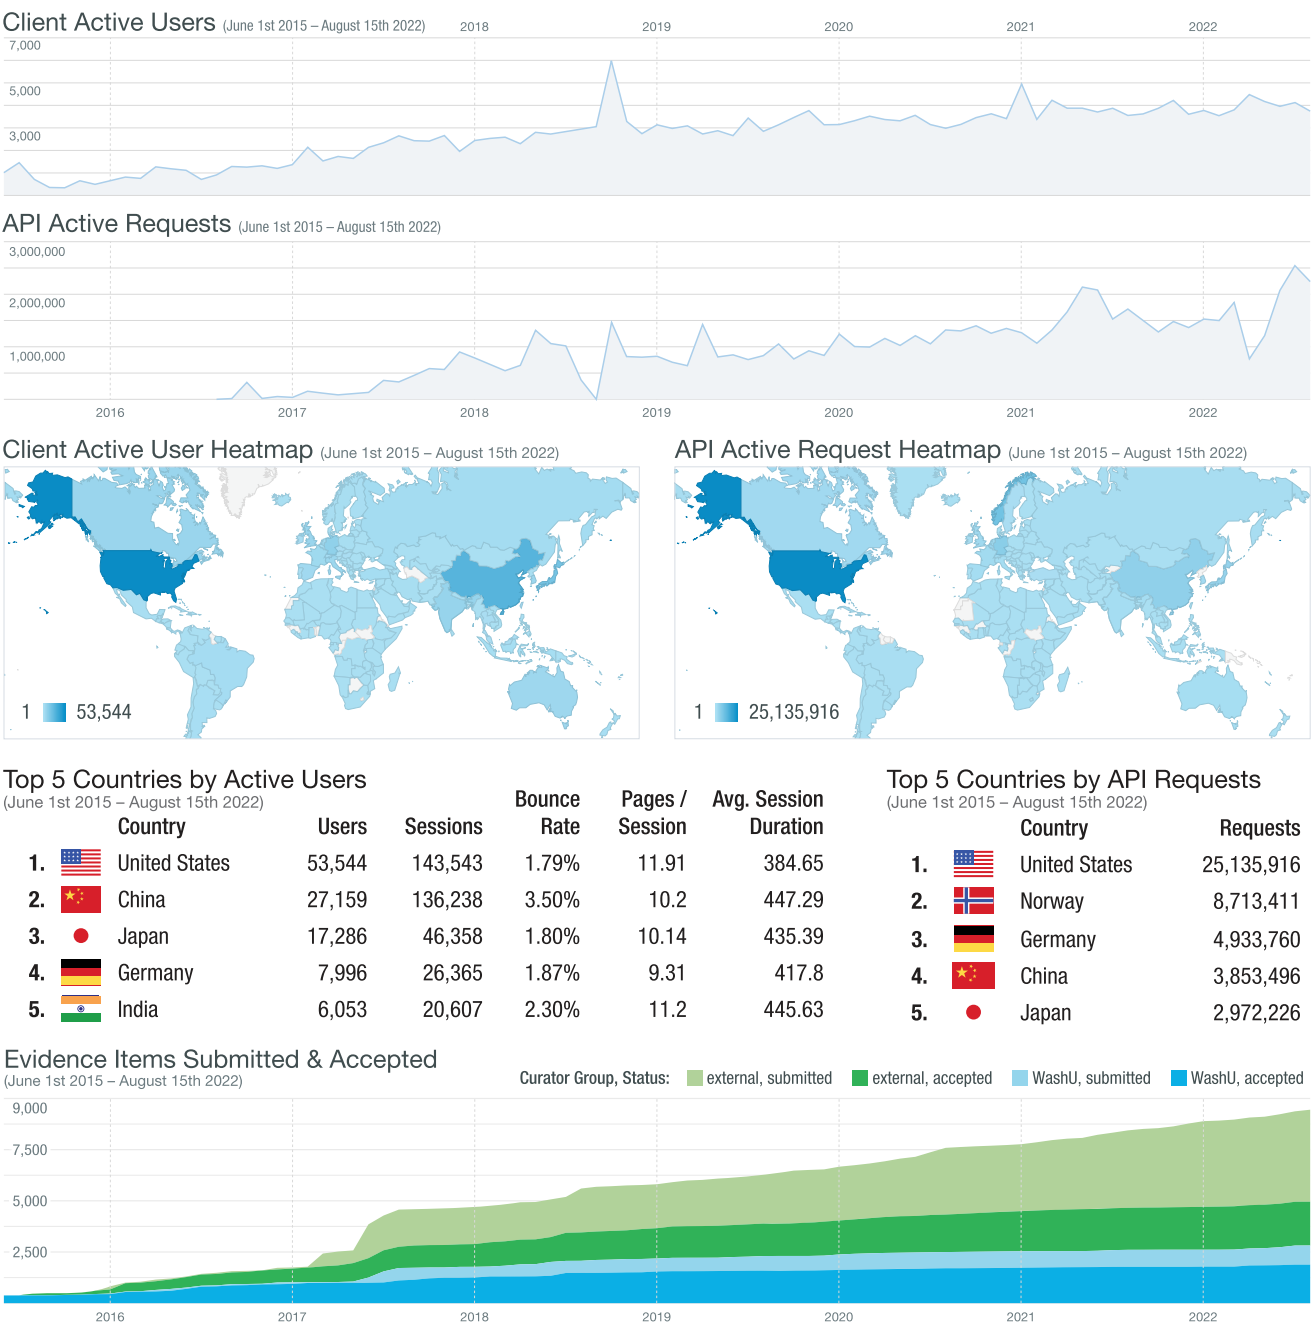 Client Active Users (June 1st 2015 – August 15th 2022)
2018 2019 2020 2021 2022
7,000
5,000
3,000
API Active Requests (June 1st 2015 – August 15th 2022)
3,000,000
2,000,000
1,000,000
2016 2017 2018 2019 2020 2021 2022
Client Active User Heatmap (June 1st 2015 – August 15th 2022)
1 53,544
API Active Request Heatmap (June 1st 2015 – August 15th 2022)
1 25,135,916
Top 5 Countries by Active Users
(June 1st 2015 – August 15th 2022)
Country Users Sessions Bounce Rate Pages / Session Avg. Session Duration
1. United States 53,544 143,543 1.79% 11.91 384.65
2. China 27,159 136,238 3.50% 10.2 447.29
3. Japan 17,286 46,358 1.80% 10.14 435.39
4. Germany 7,996 26,365 1.87% 9.31 417.8
5. India 6,053 20,607 2.30% 11.2 445.63
Top 5 Countries by API Requests
(June 1st 2015 – August 15th 2022)
Country Requests
1. United States 25,135,916
2. Norway 8,713,411
3. Germany 4,933,760
4. China 3,853,496
5. Japan 2,972,226
Evidence Items Submitted & Accepted
(June 1st 2015 – August 15th 2022)
Curator Group, Status: external, submitted external, accepted WashU, submitted WashU, accepted
9,000
7,500
5,000
2,500
2016 2017 2018 2019 2020 2021 2022